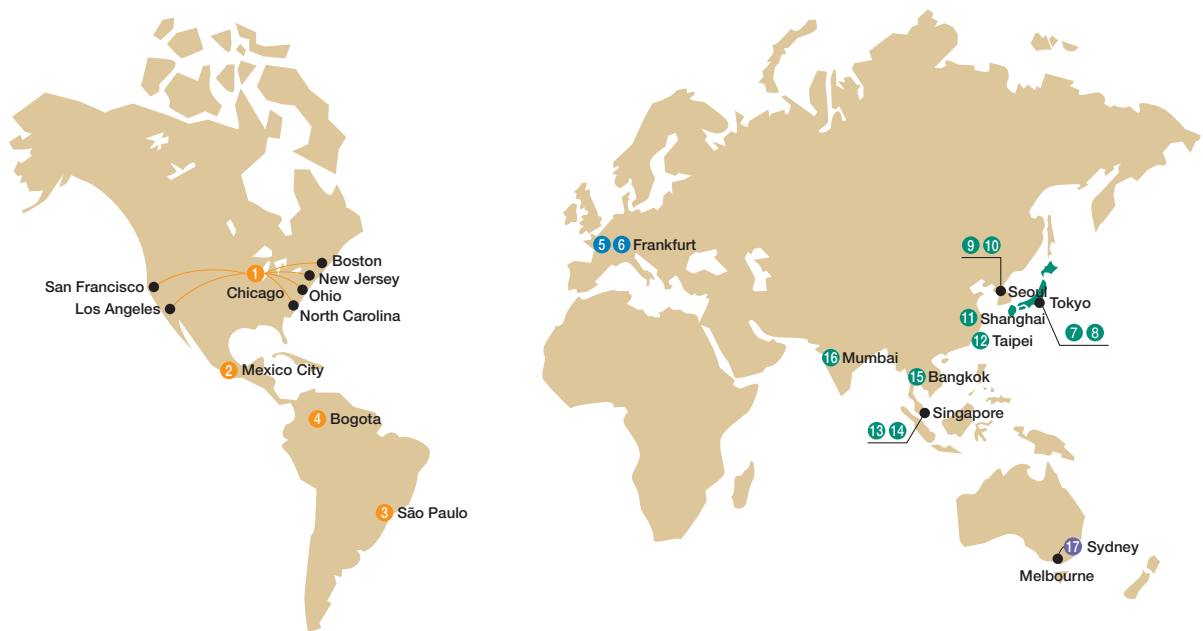 Boston
1
New Jersey
San Francisco
Chicago
Ohio
Los Angeles
North Carolina
2 Mexico City
4 Bogota
3 São Paulo
5 6 Frankfurt
9 10
Seoul
Tokyo
11 Shanghai
7 8
12 Taipei
16 Mumbai
15 Bangkok
Singapore
13 14
17 Sydney
Melbourne